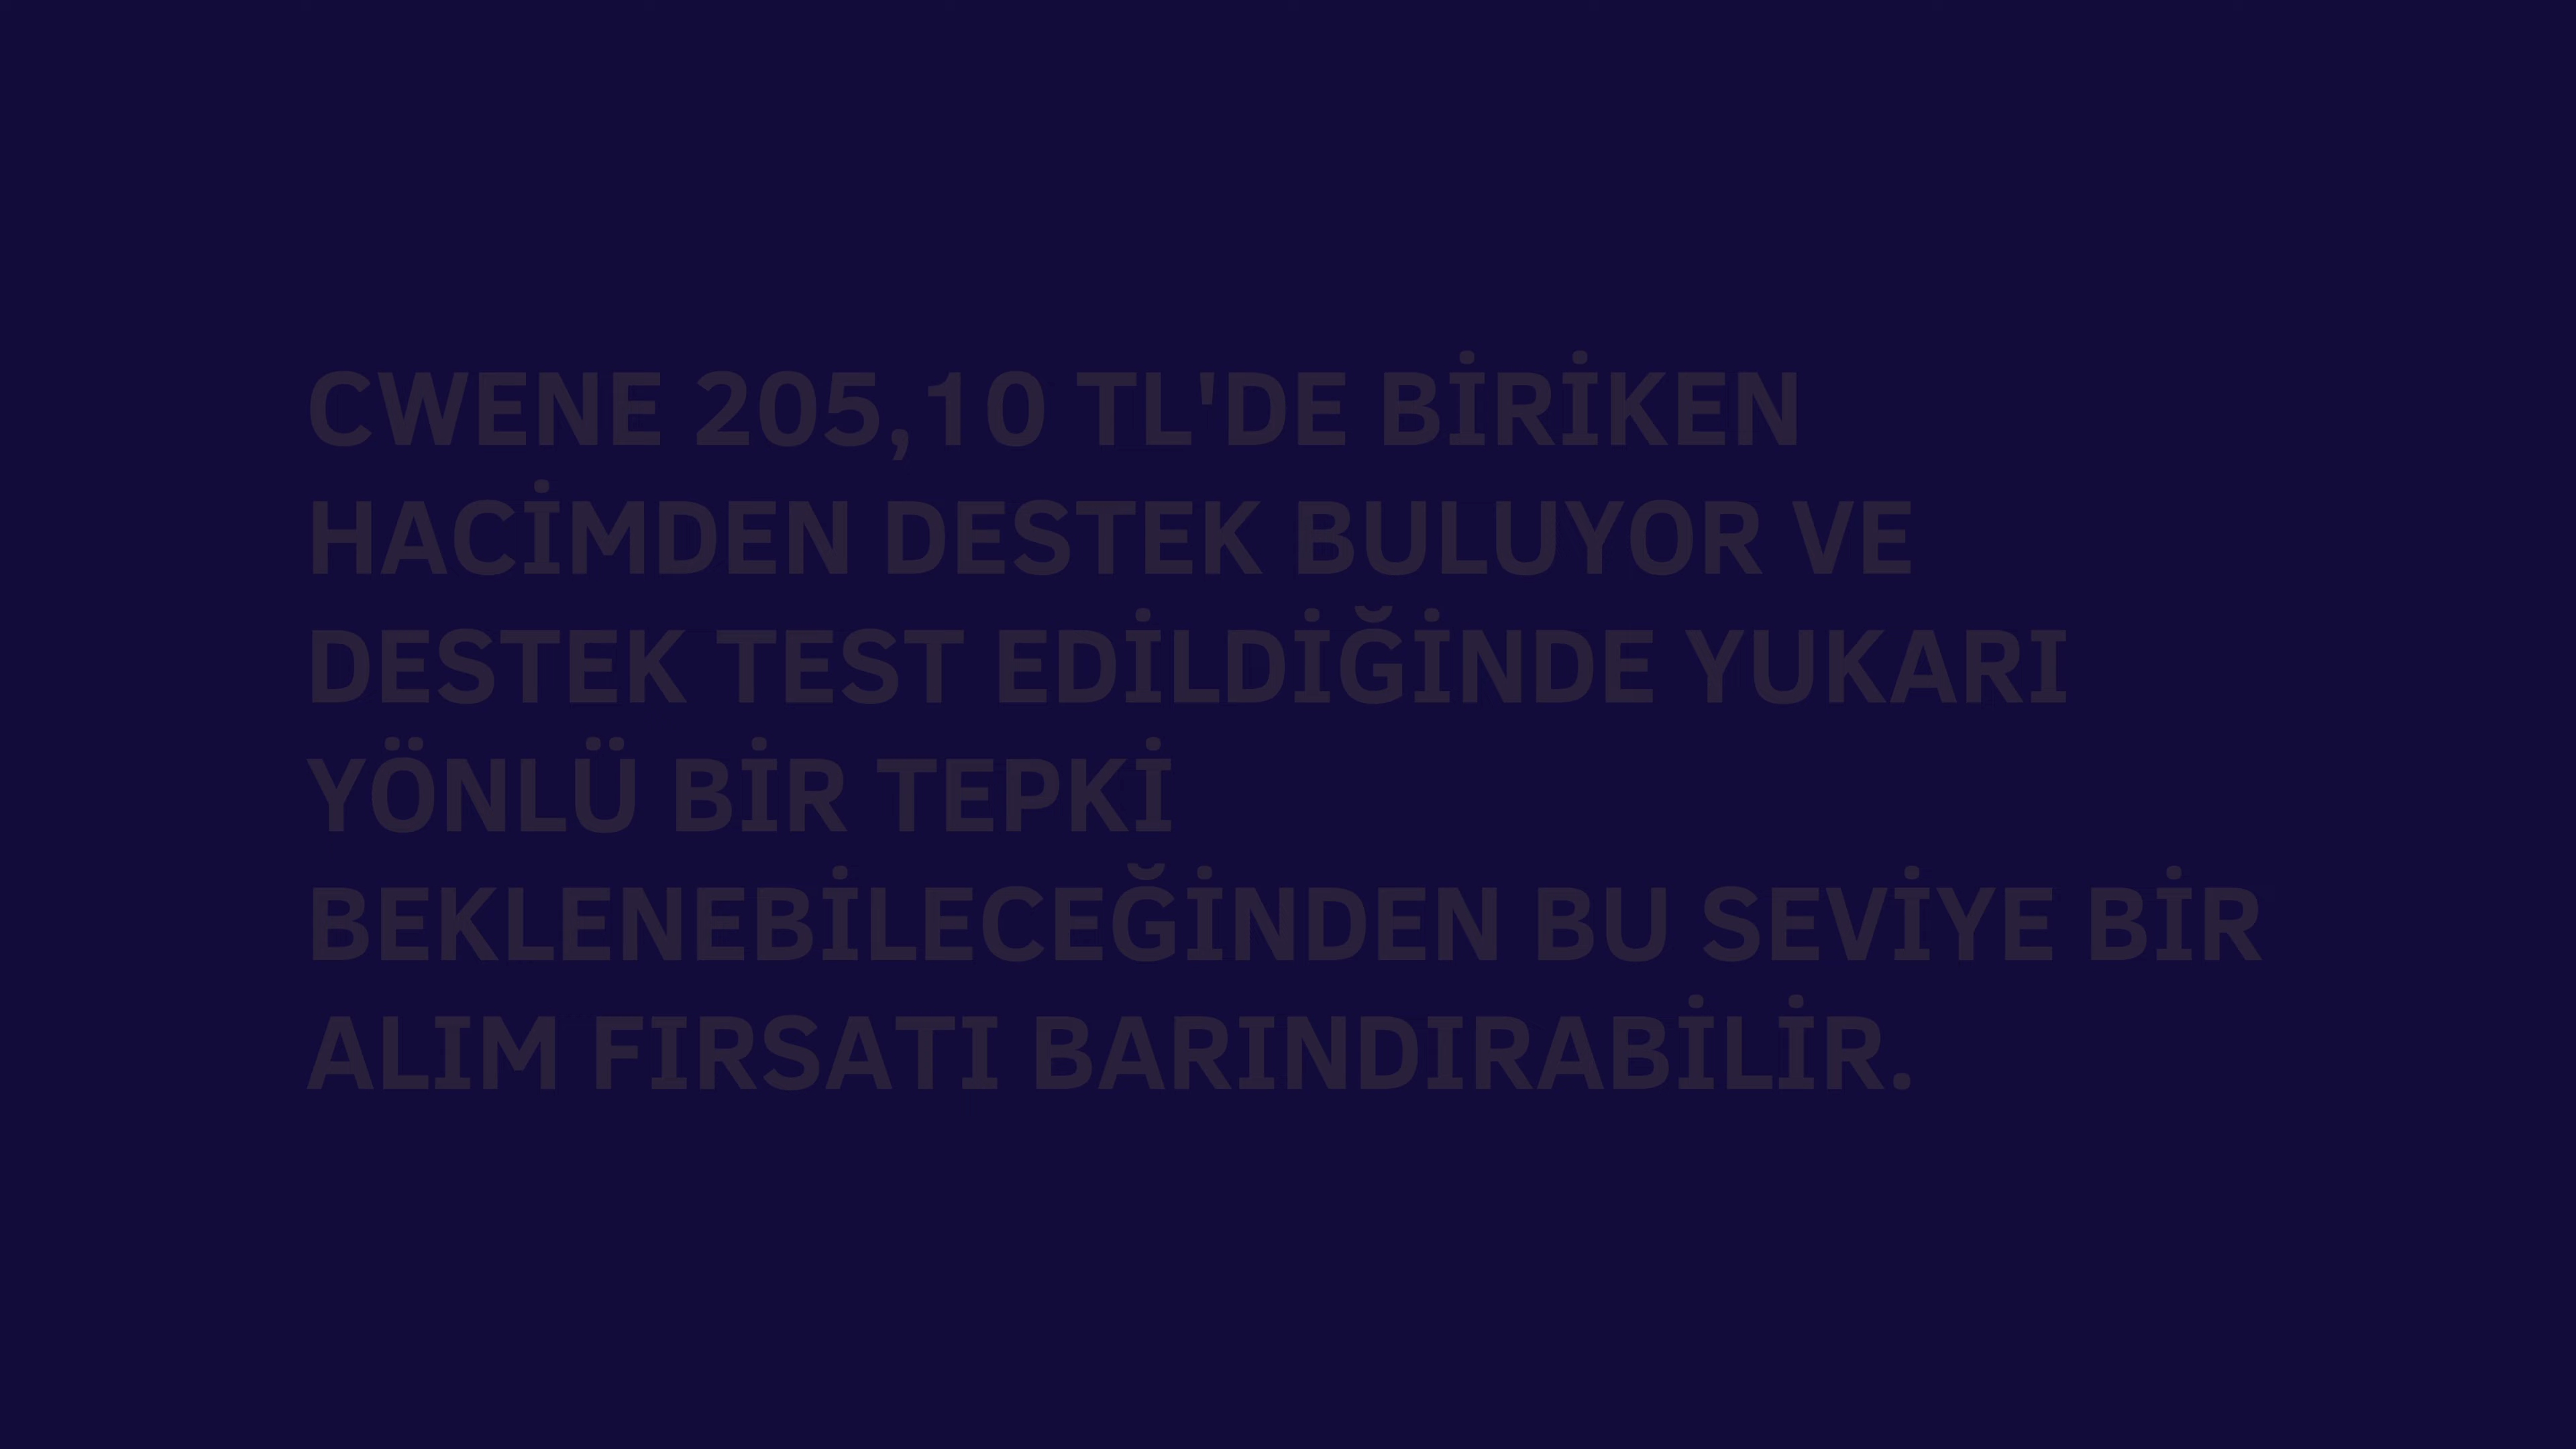 CWENE 205,10 TL'DE BİRİKEN
HACİMDEN DESTEK BULUYOR VE
DESTEK TEST EDİLDİĞİNDE YUKARI
YÖNLÜ BİR TEPKİ
BEKLENEBİLECEĞİNDEN BU SEVİYE BİR
ALIM FIRSATI BARINDIRABİLİR.